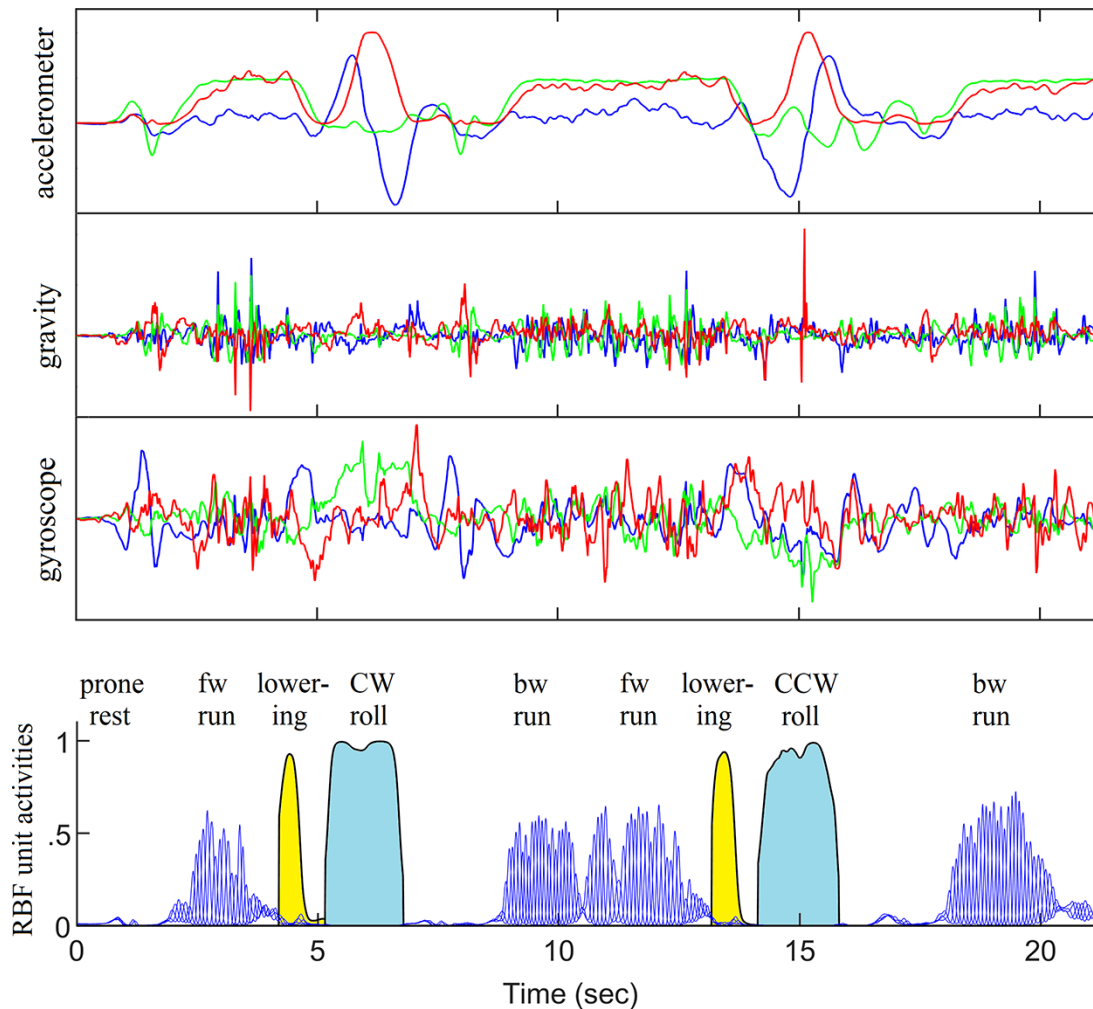 accelerometer
gravity
gyroscope
prone fw lower- CW bw fw lower- CCW bw
rest run ing roll run run ing roll run
RBF unit activities
1
.5
0
0 5 10 15 20
Time (sec)